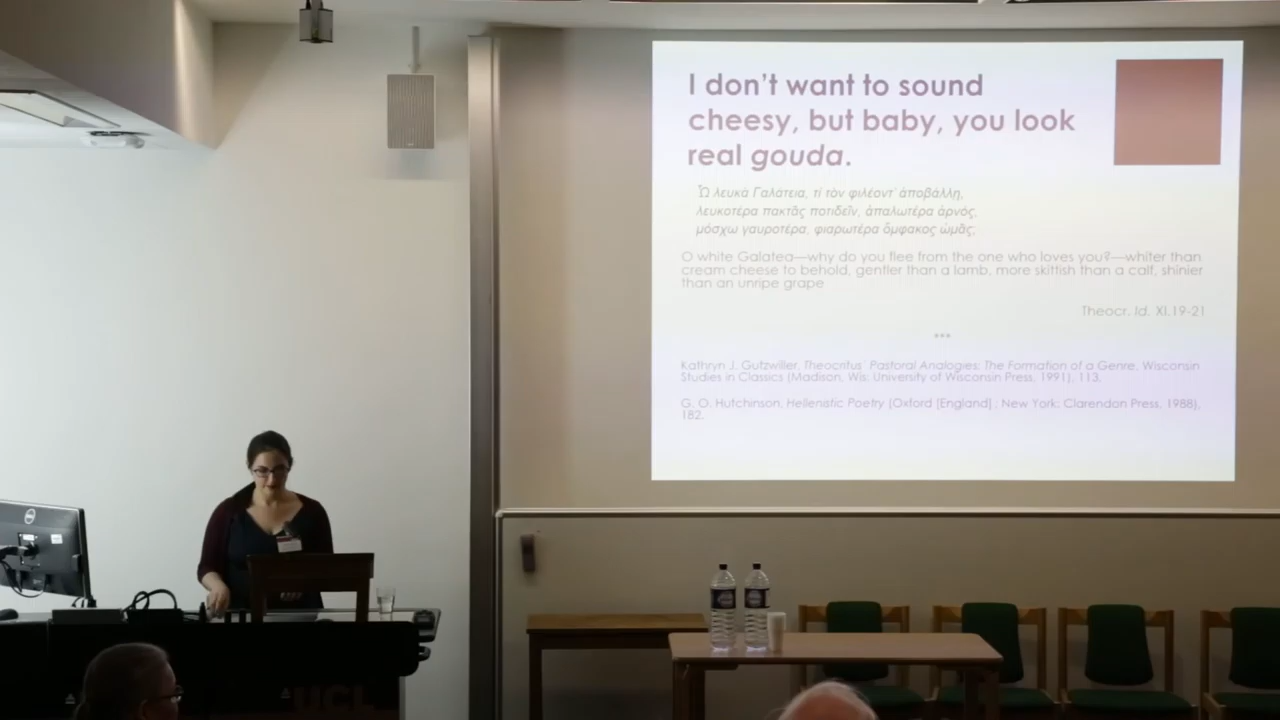 I don't want to sound
cheesy, but baby, you look
real gouda.
Ὦ λευκὰ Γαλάτεια, τί τὸν φιλέοντ' ἀποβάλλῃ,
λευκοτέρα πακτᾶς ποτιδεῖν, ἁπαλωτέρα ἀρνός,
μόσχω γαυροτέρα, φιαρωτέρα ὄμφακος ὠμᾶς;
O white Galatea—why do you flee from the one who loves you?—whiter than
cream cheese to behold, gentler than a lamb, more skittish than a calf, shinier
than an unripe grape
Theocr. Id. XI.19-21
***
Kathryn J. Gutzwiller, Theocritus' Pastoral Analogies: The Formation of a Genre, Wisconsin
Studies in Classics (Madison, Wis: University of Wisconsin Press, 1991), 113.
G. O. Hutchinson, Hellenistic Poetry (Oxford [England] ; New York: Clarendon Press, 1988),
182.
DELL
UCL